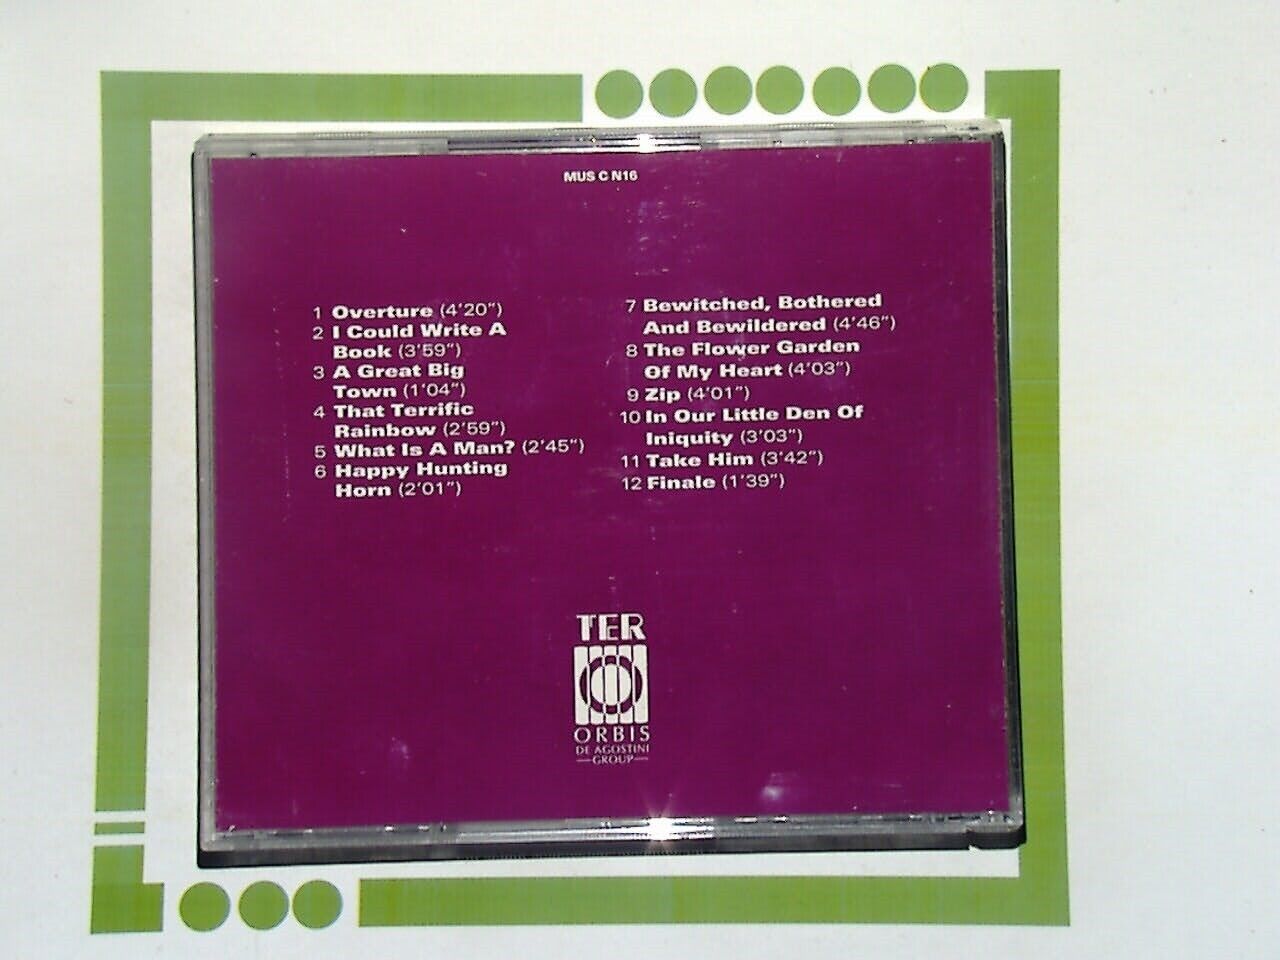 MUS C N16
1 Overture (4'20")
2 I Could Write A
Book (3'59")
3 A Great Big
Town (1'04")
4 That Terrific
Rainbow (2'59")
5 What Is A Man? (2'45")
6 Happy Hunting
Horn (2'01")
7 Bewitched, Bothered
And Bewildered (4'46")
8 The Flower Garden
Of My Heart (4'03")
9 Zip (4'01")
10 In Our Little Den Of
Iniquity (3'03")
11 Take Him (3'42")
12 Finale (1'39")
TER
ORBIS
DE AGOSTINI
—GROUP—